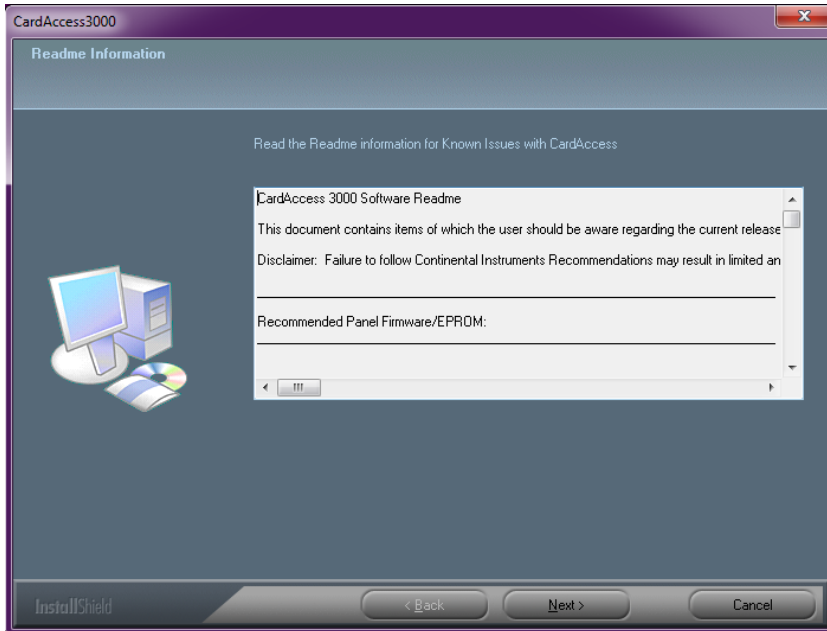 CardAccess3000
Readme Information
Read the Readme information for Known Issues with CardAccess
CardAccess 3000 Software Readme
This document contains items of which the user should be aware regarding the current release
Disclaimer:  Failure to follow Continental Instruments Recommendations may result in limited an
Recommended Panel Firmware/EPROM:
InstallShield
< Back
Next >
Cancel